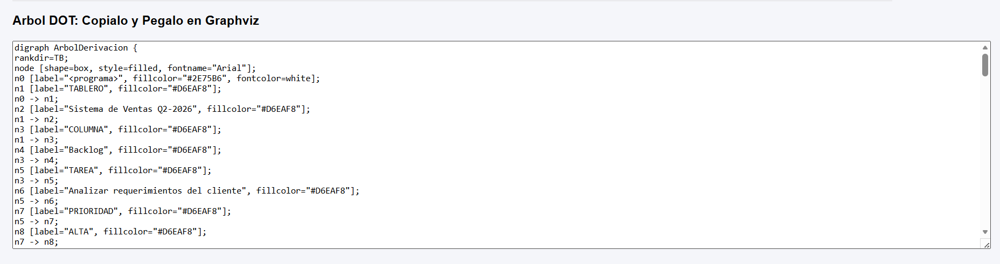 Arbol DOT: Copialo y Pegalo en Graphviz
digraph ArbolDerivacion {
rankdir=TB;
node [shape=box, style=filled, fontname="Arial"];
n0 [label="<programa>", fillcolor="#2E75B6", fontcolor=white];
n1 [label="TABLERO", fillcolor="#D6EAF8"];
n0 -> n1;
n2 [label="Sistema de Ventas Q2-2026", fillcolor="#D6EAF8"];
n1 -> n2;
n3 [label="COLUMNA", fillcolor="#D6EAF8"];
n1 -> n3;
n4 [label="Backlog", fillcolor="#D6EAF8"];
n3 -> n4;
n5 [label="TAREA", fillcolor="#D6EAF8"];
n3 -> n5;
n6 [label="Analizar requerimientos del cliente", fillcolor="#D6EAF8"];
n5 -> n6;
n7 [label="PRIORIDAD", fillcolor="#D6EAF8"];
n5 -> n7;
n8 [label="ALTA", fillcolor="#D6EAF8"];
n7 -> n8;